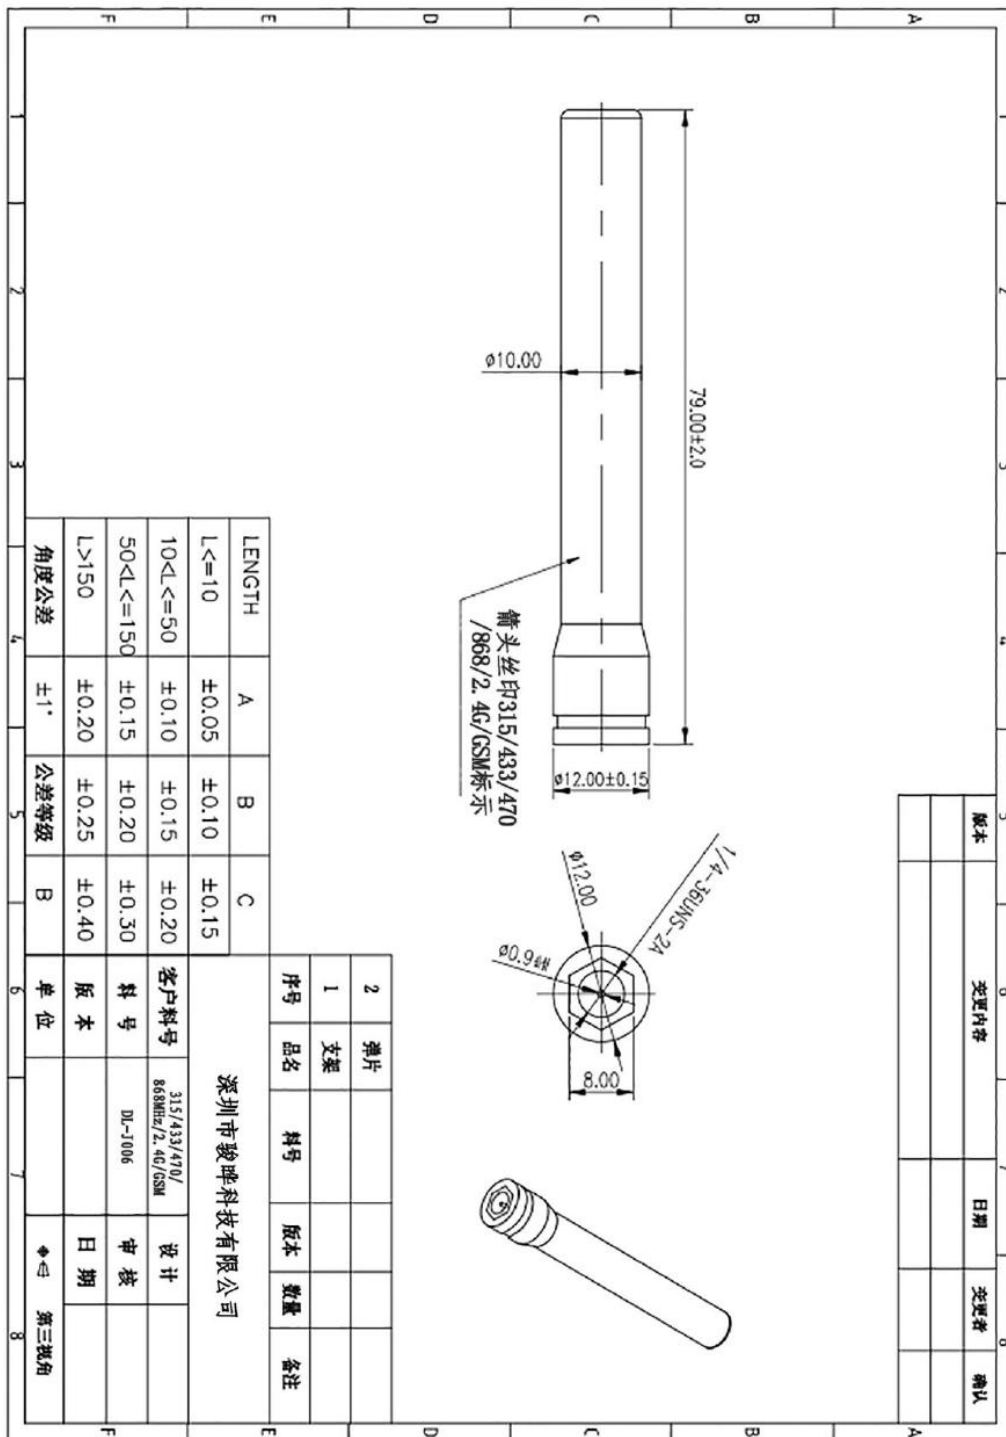 A
B
C
D
E
F
1
2
3
4
5
6
7
8
版本
变更内容
日期
变更者
确认
79.00±2.0
ø10.00
ø12.00±0.15
箭头丝印315/433/470
/868/2.4G/GSM标示
1/4-36UNS-2A
ø12.00
ø0.9
8.00
LENGTH
A
B
C
L<=10
±0.05
±0.10
±0.15
10<L<=50
±0.10
±0.15
±0.20
50<L<=150
±0.15
±0.20
±0.30
L>150
±0.20
±0.25
±0.40
角度公差
±1°
公差等级
B
2
弹片
1
支架
序号
品名
料号
版本
数量
备注
深圳市骏晔科技有限公司
客户料号
315/433/470/
868MHz/2.4G/GSM
设计
料号
DL-J006
审核
版本
日期
单位
第三视角
1
2
3
4
5
6
7
8
A
B
C
D
E
F